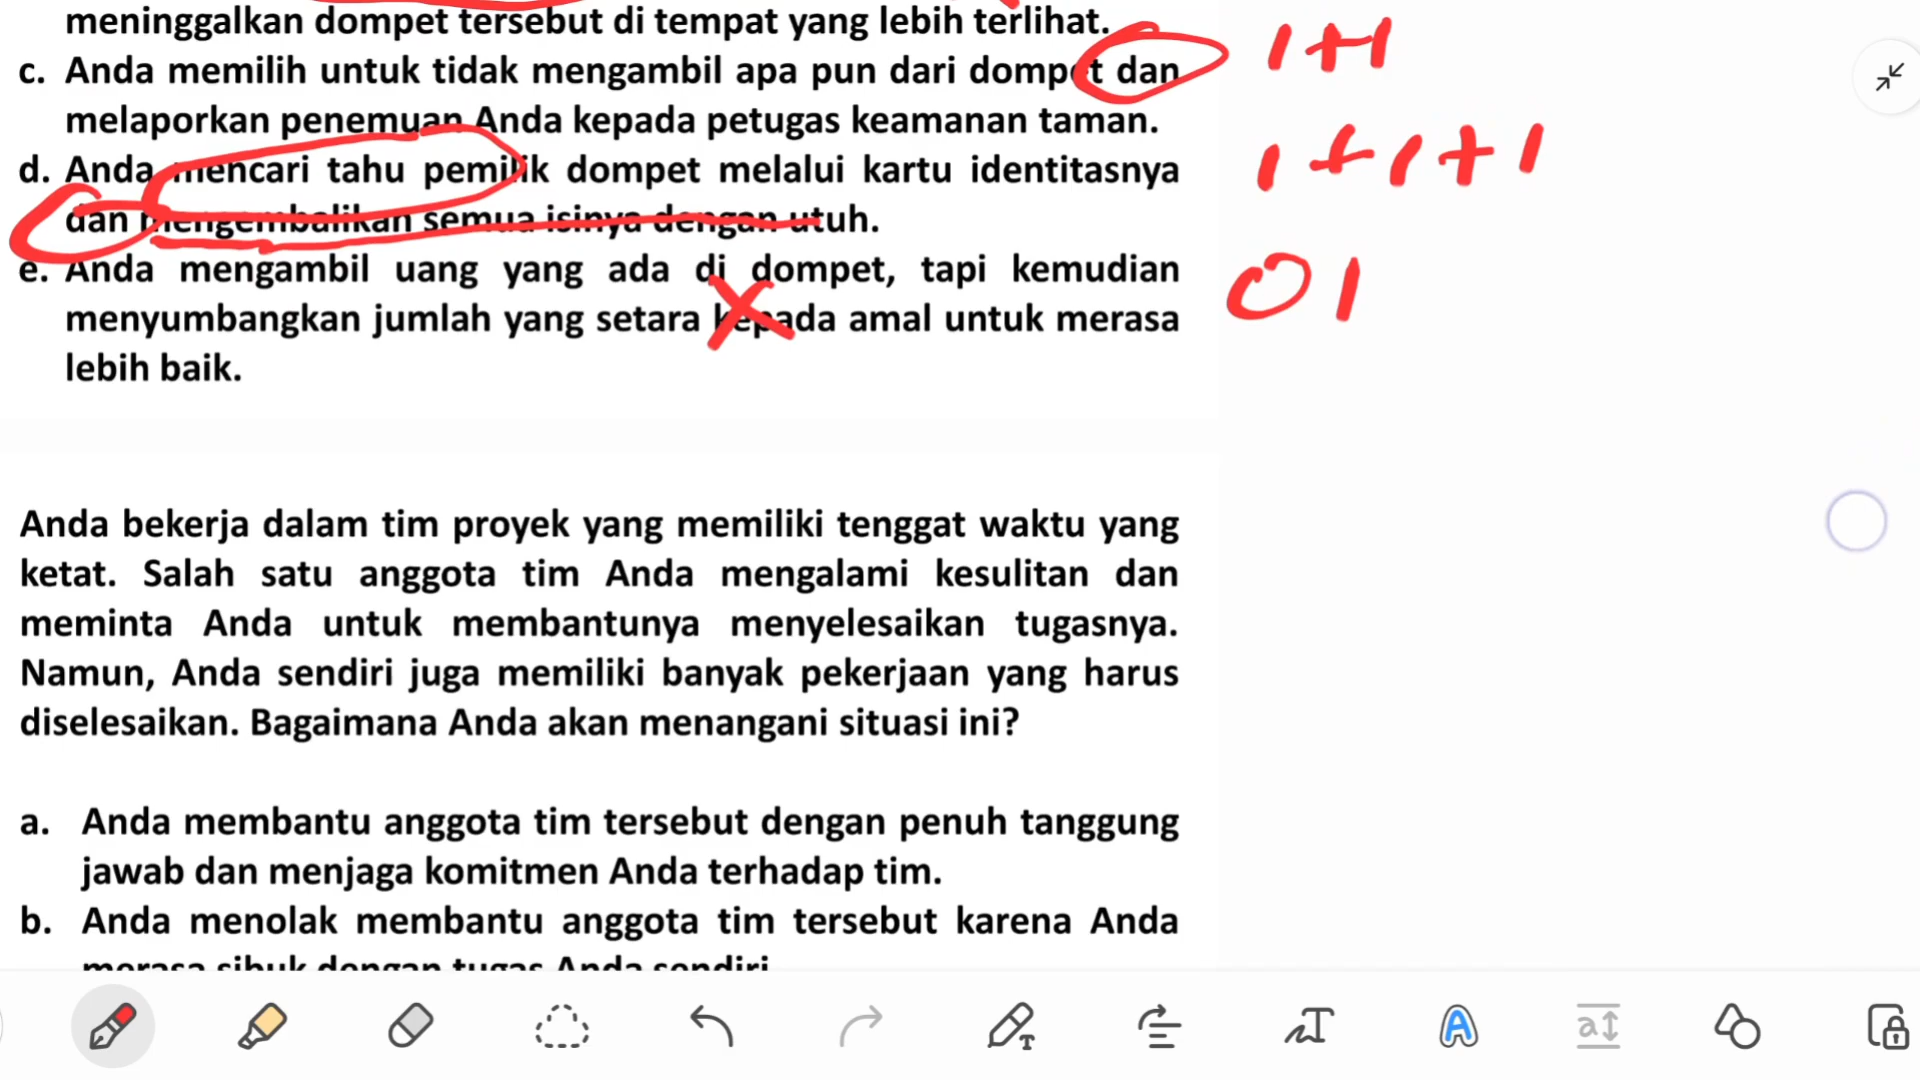 meninggalkan dompet tersebut di tempat yang lebih terlihat.
c. Anda memilih untuk tidak mengambil apa pun dari dompet dan 1+1
melaporkan penemuan Anda kepada petugas keamanan taman.
d. Anda mencari tahu pemilik dompet melalui kartu identitasnya 1+1+1
dan mengembalikan semua isinya dengan utuh.
e. Anda mengambil uang yang ada di dompet, tapi kemudian 01
menyumbangkan jumlah yang setara kepada amal untuk merasa
lebih baik.
Anda bekerja dalam tim proyek yang memiliki tenggat waktu yang
ketat. Salah satu anggota tim Anda mengalami kesulitan dan
meminta Anda untuk membantunya menyelesaikan tugasnya.
Namun, Anda sendiri juga memiliki banyak pekerjaan yang harus
diselesaikan. Bagaimana Anda akan menangani situasi ini?
a. Anda membantu anggota tim tersebut dengan penuh tanggung
jawab dan menjaga komitmen Anda terhadap tim.
b. Anda menolak membantu anggota tim tersebut karena Anda
merasa sibuk dengan tugas Anda sendiri